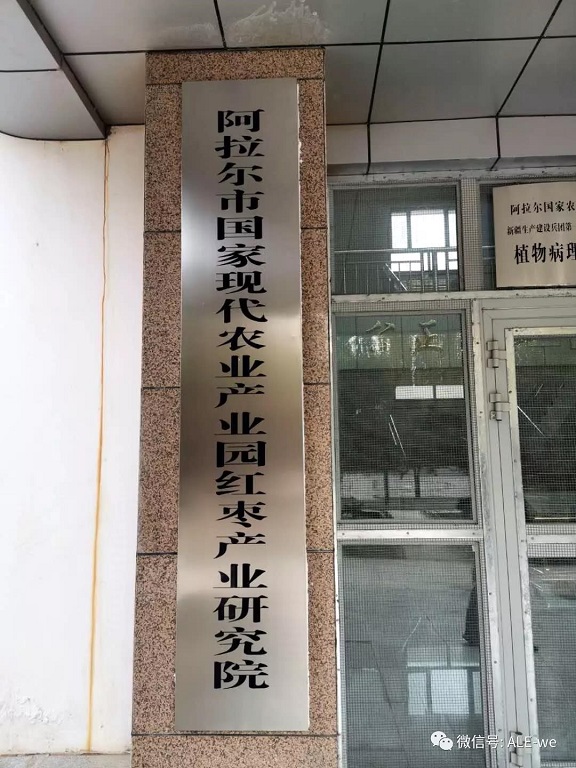 阿拉尔市国家现代农业产业园红枣产业研究院
阿拉尔国家农
新疆生产建设兵团第一
植物病理
微信号: ALE-we